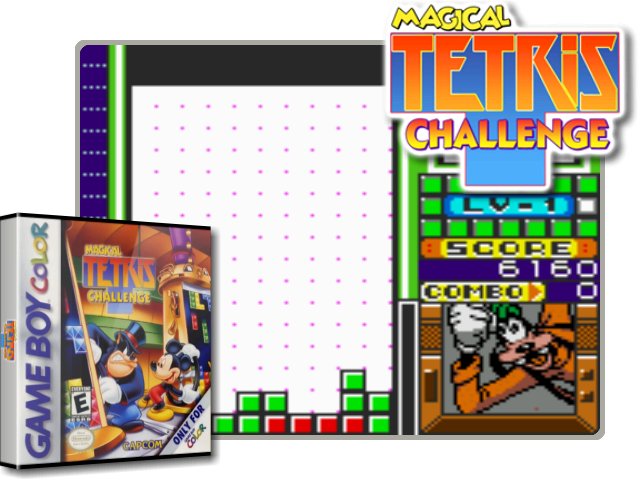 MAGICAL
TETRIS
CHALLENGE
LV-1
SCORE
6160
COMBO 0
GAME BOY COLOR
MAGICAL
TETRIS
CHALLENGE
EVERYONE
E
CAPCOM
ONLY FOR
COLOR